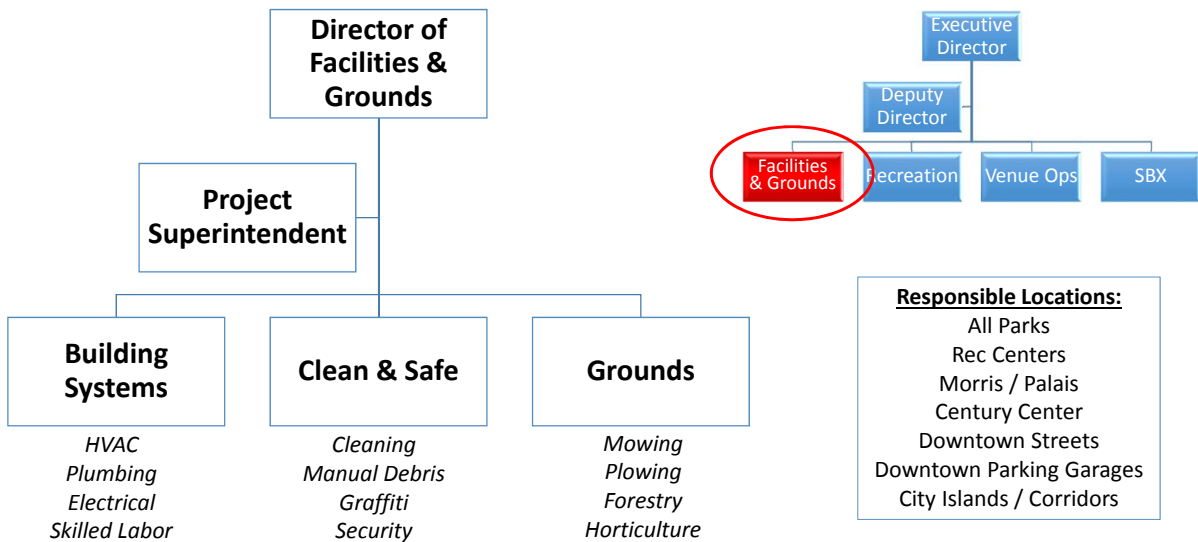 Director of
Facilities &
Grounds
Project
Superintendent
Building
Systems
HVAC
Plumbing
Electrical
Skilled Labor
Clean & Safe
Cleaning
Manual Debris
Graffiti
Security
Grounds
Mowing
Plowing
Forestry
Horticulture
Executive
Director
Deputy
Director
Facilities
& Grounds
Recreation
Venue Ops
SBX
Responsible Locations:
All Parks
Rec Centers
Morris / Palais
Century Center
Downtown Streets
Downtown Parking Garages
City Islands / Corridors